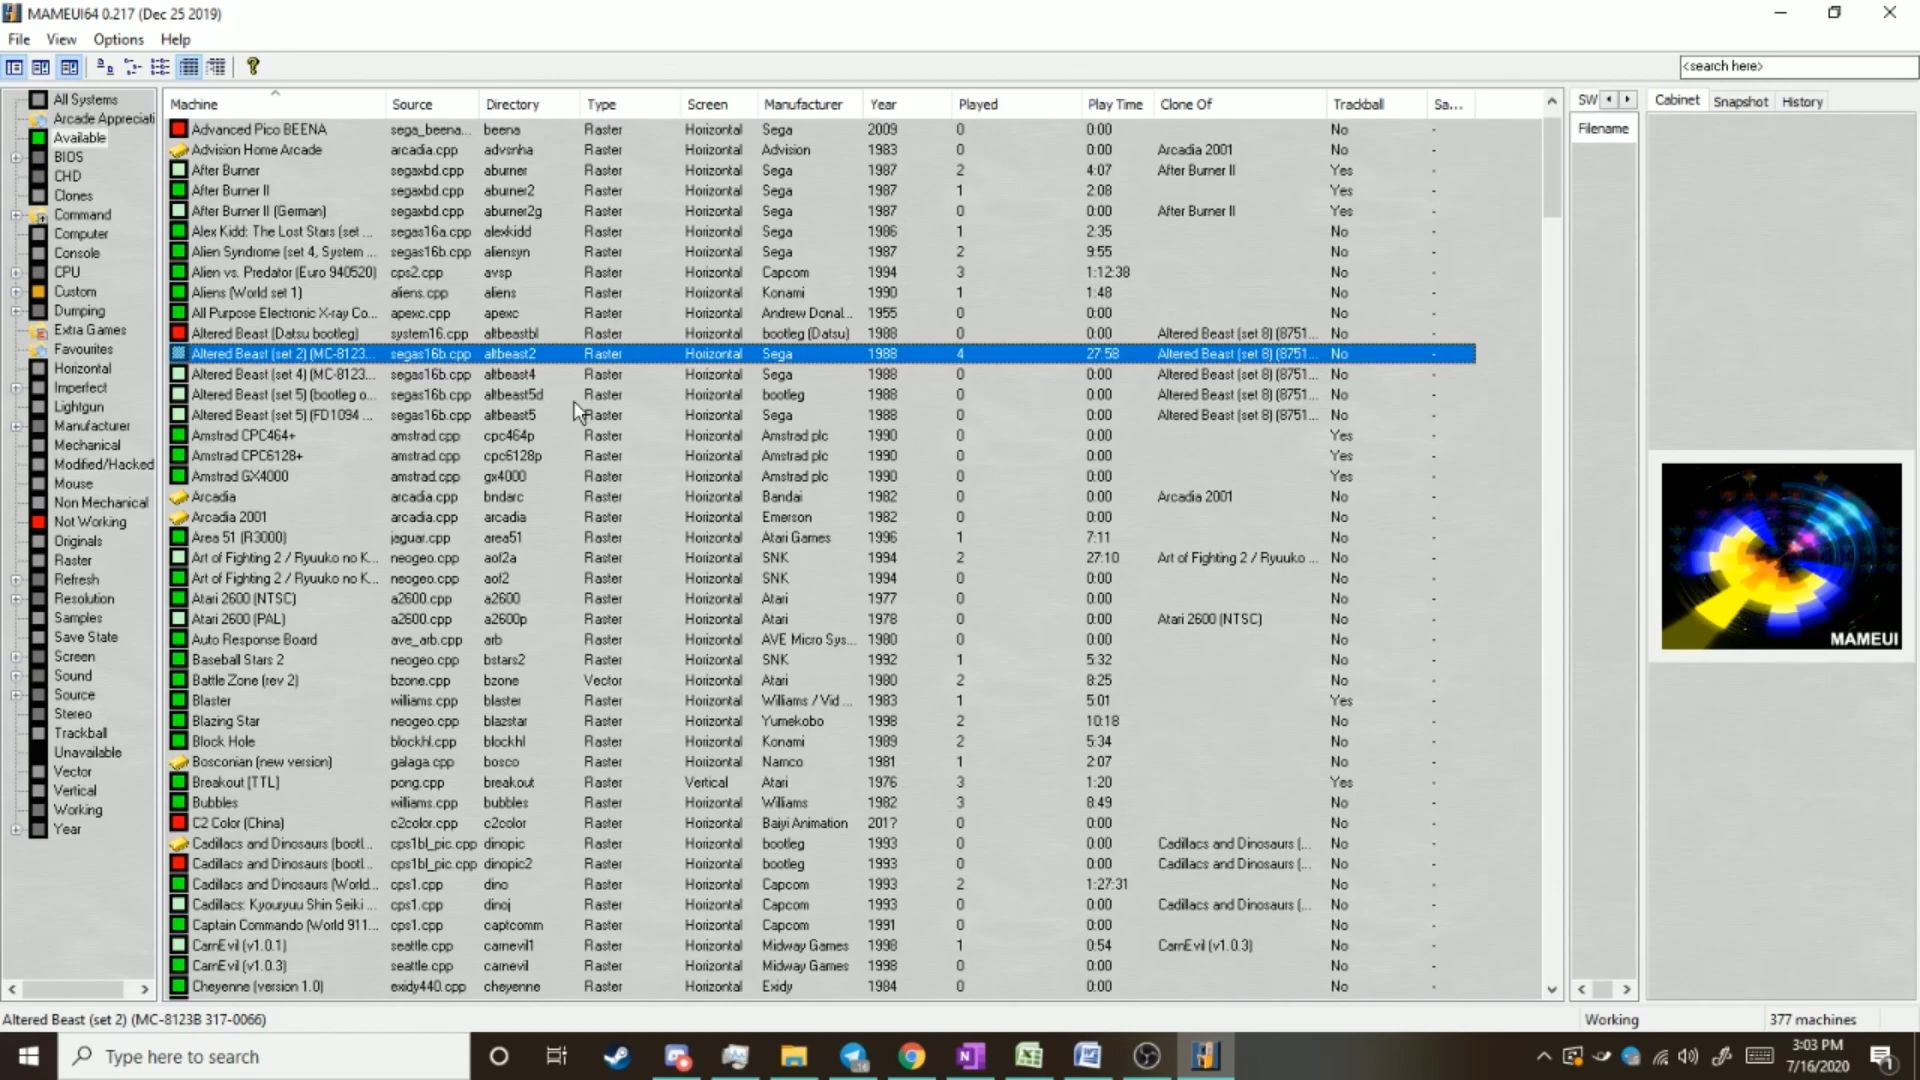 MAMEUI64 0.217 (Dec 25 2019)
File View Options Help
<search here>
All Systems
Arcade Appreciati
Available
BIOS
CHD
Clones
Command
Computer
Console
CPU
Custom
Dumping
Extra Games
Favourites
Horizontal
Imperfect
Lightgun
Manufacturer
Mechanical
Modified/Hacked
Mouse
Non Mechanical
Not Working
Originals
Raster
Refresh
Resolution
Samples
Save State
Screen
Sound
Source
Stereo
Trackball
Unavailable
Vector
Vertical
Working
Year
Machine Source Directory Type Screen Manufacturer Year Played Play Time Clone Of Trackball Sa...
Advanced Pico BEENA sega_beena... beena Raster Horizontal Sega 2009 0 0:00 No -
Advision Home Arcade arcadia.cpp advsnha Raster Horizontal Advision 1983 0 0:00 Arcadia 2001 No -
After Burner segaxbd.cpp aburner Raster Horizontal Sega 1987 2 4:07 After Burner II Yes -
After Burner II segaxbd.cpp aburner2 Raster Horizontal Sega 1987 1 2:08 Yes -
After Burner II (German) segaxbd.cpp aburner2g Raster Horizontal Sega 1987 0 0:00 After Burner II Yes -
Alex Kidd: The Lost Stars (set ... segas16a.cpp alexkidd Raster Horizontal Sega 1986 1 2:35 No -
Alien Syndrome (set 4, System ... segas16b.cpp aliensyn Raster Horizontal Sega 1987 2 9:55 No -
Alien vs. Predator (Euro 940520) cps2.cpp avsp Raster Horizontal Capcom 1994 3 1:12:38 No -
Aliens (World set 1) aliens.cpp aliens Raster Horizontal Konami 1990 1 1:48 No -
All Purpose Electronic X-ray Co... apexc.cpp apexc Raster Horizontal Andrew Donal... 1955 0 0:00 No -
Altered Beast (Datsu bootleg) system16.cpp altbeastbl Raster Horizontal bootleg (Datsu) 1988 0 0:00 Altered Beast (set 8) (8751... No -
Altered Beast (set 2) (MC-8123... segas16b.cpp altbeast2 Raster Horizontal Sega 1988 4 27:58 Altered Beast (set 8) (8751... No -
Altered Beast (set 4) (MC-8123... segas16b.cpp altbeast4 Raster Horizontal Sega 1988 0 0:00 Altered Beast (set 8) (8751... No -
Altered Beast (set 5) (bootleg o... segas16b.cpp altbeast5d Raster Horizontal bootleg 1988 0 0:00 Altered Beast (set 8) (8751... No -
Altered Beast (set 5) (FD1094 ... segas16b.cpp altbeast5 Raster Horizontal Sega 1988 0 0:00 Altered Beast (set 8) (8751... No -
Amstrad CPC464+ amstrad.cpp cpc464p Raster Horizontal Amstrad plc 1990 0 0:00 Yes -
Amstrad CPC6128+ amstrad.cpp cpc6128p Raster Horizontal Amstrad plc 1990 0 0:00 Yes -
Amstrad GX4000 amstrad.cpp gx4000 Raster Horizontal Amstrad plc 1990 0 0:00 Yes -
Arcadia arcadia.cpp bndarc Raster Horizontal Bandai 1982 0 0:00 Arcadia 2001 No -
Arcadia 2001 arcadia.cpp arcadia Raster Horizontal Emerson 1982 0 0:00 No -
Area 51 (R3000) jaguar.cpp area51 Raster Horizontal Atari Games 1996 1 7:11 No -
Art of Fighting 2 / Ryuuko no K... neogeo.cpp aof2a Raster Horizontal SNK 1994 2 27:10 Art of Fighting 2 / Ryuuko ... No -
Art of Fighting 2 / Ryuuko no K... neogeo.cpp aof2 Raster Horizontal SNK 1994 0 0:00 No -
Atari 2600 (NTSC) a2600.cpp a2600 Raster Horizontal Atari 1977 0 0:00 No -
Atari 2600 (PAL) a2600.cpp a2600p Raster Horizontal Atari 1978 0 0:00 Atari 2600 (NTSC) No -
Auto Response Board ave_arb.cpp arb Raster Horizontal AVE Micro Sys... 1980 0 0:00 No -
Baseball Stars 2 neogeo.cpp bstars2 Raster Horizontal SNK 1992 1 5:32 No -
Battle Zone (rev 2) bzone.cpp bzone Vector Horizontal Atari 1980 2 8:25 No -
Blaster williams.cpp blaster Raster Horizontal Williams / Vid ... 1983 1 5:01 Yes -
Blazing Star neogeo.cpp blazstar Raster Horizontal Yumekobo 1998 2 10:18 No -
Block Hole blockhl.cpp blockhl Raster Horizontal Konami 1989 2 5:34 No -
Bosconian (new version) galaga.cpp bosco Raster Horizontal Namco 1981 1 2:07 No -
Breakout [TTL] pong.cpp breakout Raster Vertical Atari 1976 3 1:20 Yes -
Bubbles williams.cpp bubbles Raster Horizontal Williams 1982 3 8:49 No -
C2 Color (China) c2color.cpp c2color Raster Horizontal Baiyi Animation 201? 0 0:00 No -
Cadillacs and Dinosaurs (bootl... cps1bl_pic.cpp dinopic Raster Horizontal bootleg 1993 0 0:00 Cadillacs and Dinosaurs (... No -
Cadillacs and Dinosaurs (bootl... cps1bl_pic.cpp dinopic2 Raster Horizontal bootleg 1993 0 0:00 Cadillacs and Dinosaurs (... No -
Cadillacs and Dinosaurs (World... cps1.cpp dino Raster Horizontal Capcom 1993 2 1:27:31 No -
Cadillacs: Kyouryuu Shin Seiki ... cps1.cpp dinoj Raster Horizontal Capcom 1993 0 0:00 Cadillacs and Dinosaurs (... No -
Captain Commando (World 911... cps1.cpp captcomm Raster Horizontal Capcom 1991 0 0:00 No -
CarnEvil (v1.0.1) seattle.cpp carnevil1 Raster Horizontal Midway Games 1998 1 0:54 CarnEvil (v1.0.3) No -
CarnEvil (v1.0.3) seattle.cpp carnevil Raster Horizontal Midway Games 1998 0 0:00 No -
Cheyenne (version 1.0) exidy440.cpp cheyenne Raster Horizontal Exidy 1984 0 0:00 No -
SW
Filename
Cabinet Snapshot History
MAMEUI
Altered Beast (set 2) (MC-8123B 317-0066)
Working
377 machines
Type here to search
3:03 PM
7/16/2020